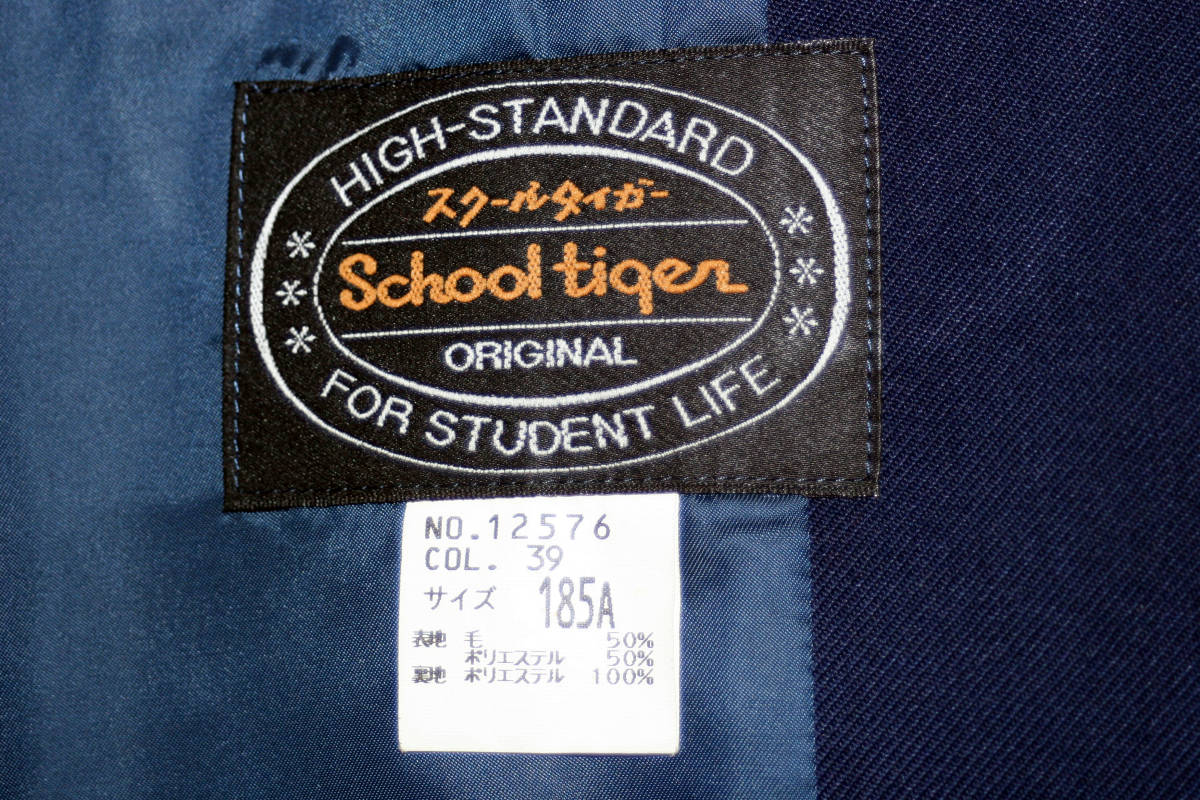 HIGH-STANDARD
スクールタイガー
School tiger
ORIGINAL
FOR STUDENT LIFE
NO.12576
COL. 39
サイズ 185A
表地 毛 50%
ポリエステル 50%
裏地 ポリエステル 100%